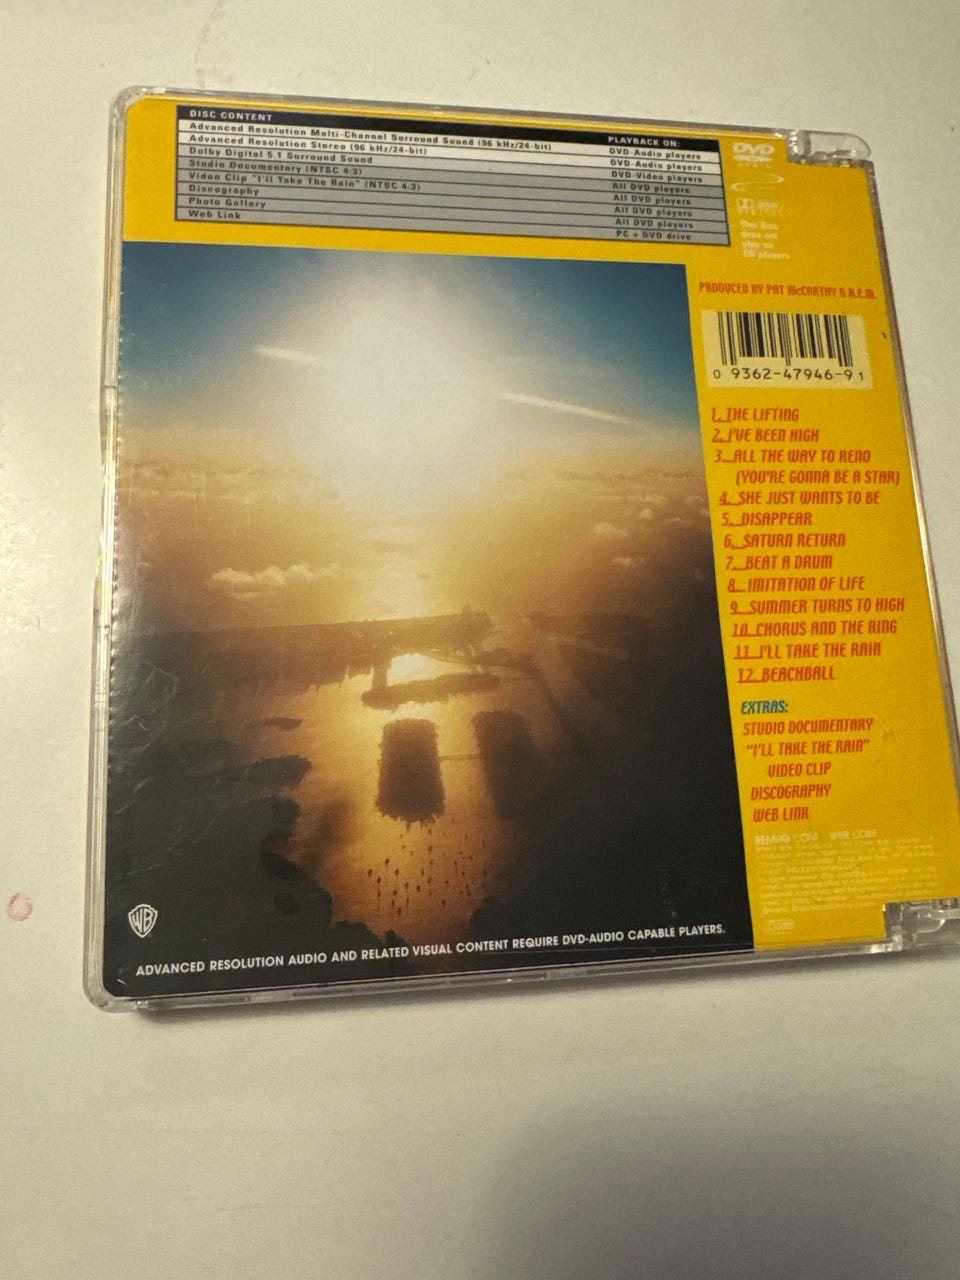 DISC CONTENT PLAYBACK ON:
Advanced Resolution Multi-Channel Surround Sound (96 kHz/24-bit) DVD-Audio players
Advanced Resolution Stereo (96 kHz/24-bit) DVD-Audio players
Dolby Digital 5.1 Surround Sound DVD-Video players
Studio Documentary (NTSC 4:3) All DVD players
Video Clip "I'll Take The Rain" (NTSC 4:3) All DVD players
Discography All DVD players
Photo Gallery All DVD players
Web Link PC + DVD drive
DVD
AUDIO
This disc
does not
play on
CD players
PRODUCED BY PAT McCARTHY & R.E.M.
0 9362-47946-9 1
1. THE LIFTING
2. I'VE BEEN HIGH
3. ALL THE WAY TO RENO
(YOU'RE GONNA BE A STAR)
4. SHE JUST WANTS TO BE
5. DISAPPEAR
6. SATURN RETURN
7. BEAT A DRUM
8. IMITATION OF LIFE
9. SUMMER TURNS TO HIGH
10. CHORUS AND THE RING
11. I'LL TAKE THE RAIN
12. BEACHBALL
EXTRAS:
STUDIO DOCUMENTARY
"I'LL TAKE THE RAIN"
VIDEO CLIP
DISCOGRAPHY
WEB LINK
REMHQ.COM WBR.COM
WB
ADVANCED RESOLUTION AUDIO AND RELATED VISUAL CONTENT REQUIRE DVD-AUDIO CAPABLE PLAYERS.